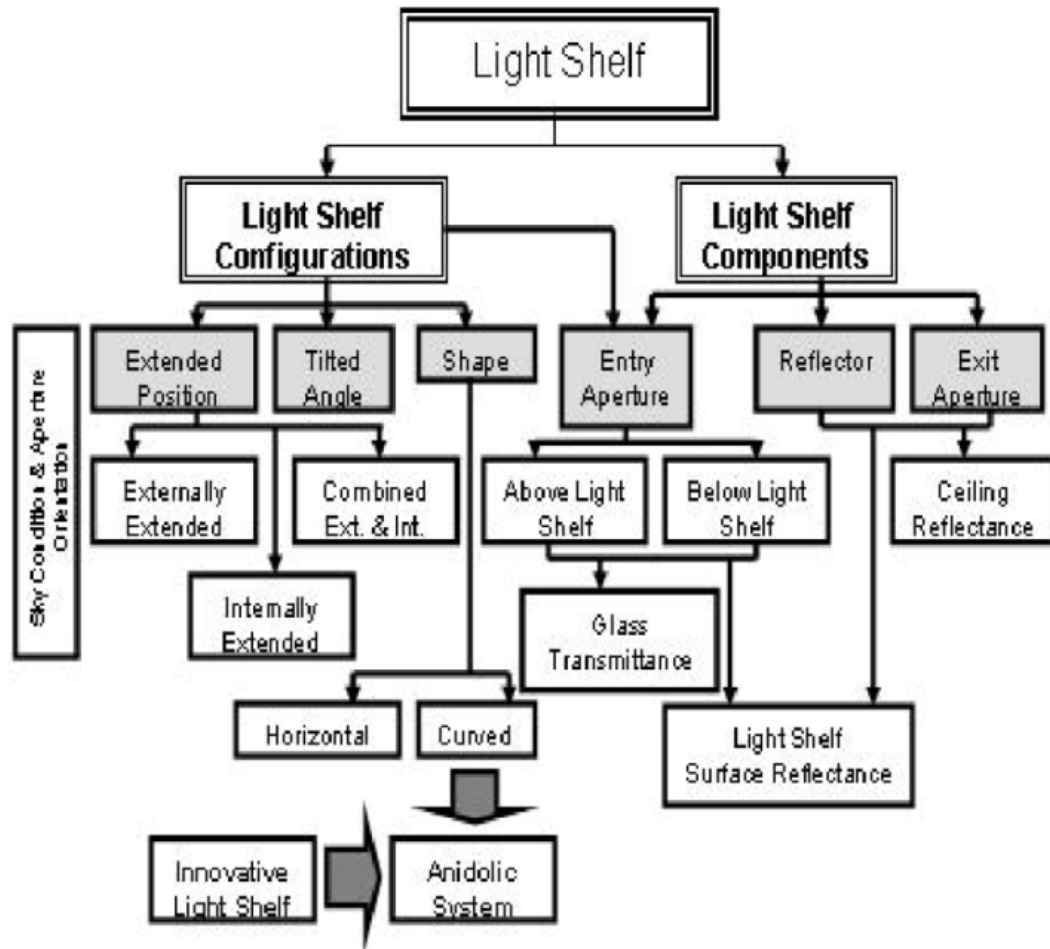 Light Shelf
Light Shelf
Configurations
Light Shelf
Components
Sky Condition & Aperture
Orientation
Extended
Position
Tilted
Angle
Shape
Entry
Aperture
Reflector
Exit
Aperture
Externally
Extended
Combined
Ext. & Int.
Above Light
Shelf
Below Light
Shelf
Ceiling
Reflectance
Internally
Extended
Glass
Transmittance
Horizontal
Curved
Light Shelf
Surface Reflectance
Innovative
Light Shelf
Anidolic
System